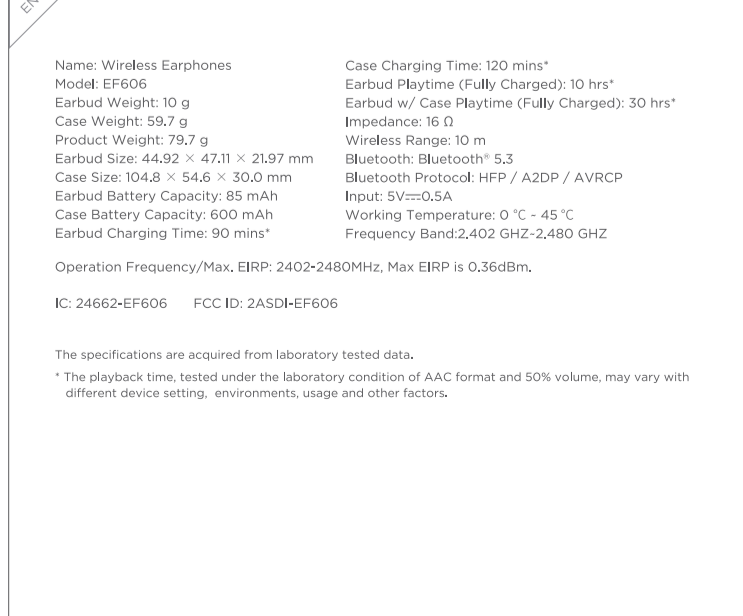 EN
Name: Wireless Earphones
Model: EF606
Earbud Weight: 10 g
Case Weight: 59.7 g
Product Weight: 79.7 g
Earbud Size: 44.92 × 47.11 × 21.97 mm
Case Size: 104.8 × 54.6 × 30.0 mm
Earbud Battery Capacity: 85 mAh
Case Battery Capacity: 600 mAh
Earbud Charging Time: 90 mins*
Case Charging Time: 120 mins*
Earbud Playtime (Fully Charged): 10 hrs*
Earbud w/ Case Playtime (Fully Charged): 30 hrs*
Impedance: 16 Ω
Wireless Range: 10 m
Bluetooth: Bluetooth® 5.3
Bluetooth Protocol: HFP / A2DP / AVRCP
Input: 5V⎓0.5A
Working Temperature: 0 °C - 45 °C
Frequency Band:2.402 GHZ-2.480 GHZ
Operation Frequency/Max. EIRP: 2402-2480MHz, Max EIRP is 0.36dBm.
IC: 24662-EF606 FCC ID: 2ASDI-EF606
The specifications are acquired from laboratory tested data.
* The playback time, tested under the laboratory condition of AAC format and 50% volume, may vary with
different device setting, environments, usage and other factors.